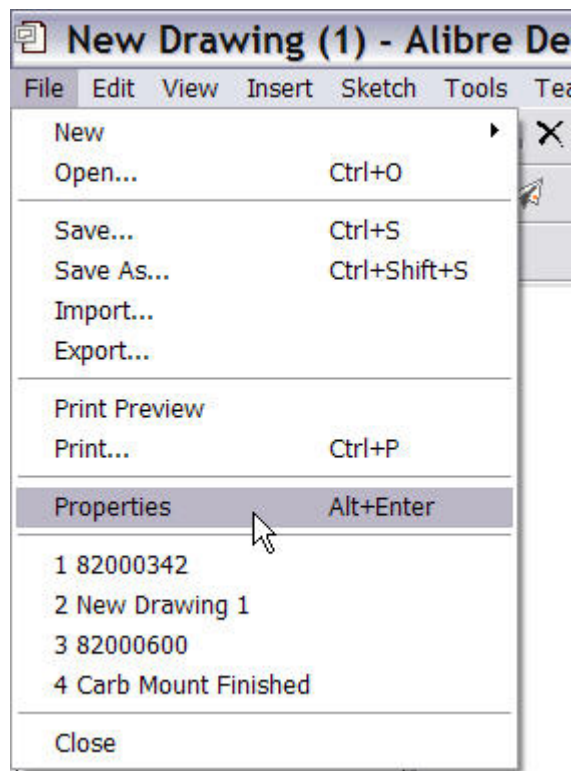 New Drawing (1) - Alibre De
File Edit View Insert Sketch Tools Tea
New
Open... Ctrl+O
Save... Ctrl+S
Save As... Ctrl+Shift+S
Import...
Export...
Print Preview
Print... Ctrl+P
Properties Alt+Enter
1 82000342
2 New Drawing 1
3 82000600
4 Carb Mount Finished
Close